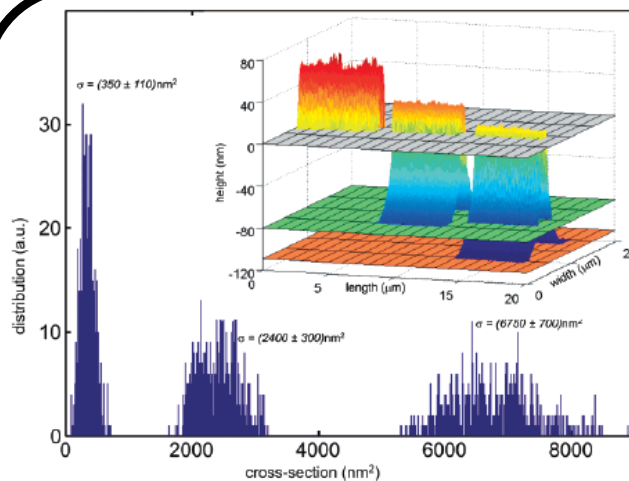 σ = (350 ± 110)nm²
σ = (2400 ± 300)nm²
σ = (6750 ± 700)nm²
distribution (a.u.)
30
20
10
0
0
2000
4000
6000
8000
cross-section (nm²)
height (nm)
80
40
0
-40
-80
-120
0
5
length (μm)
15
20
0
width (μm)
2